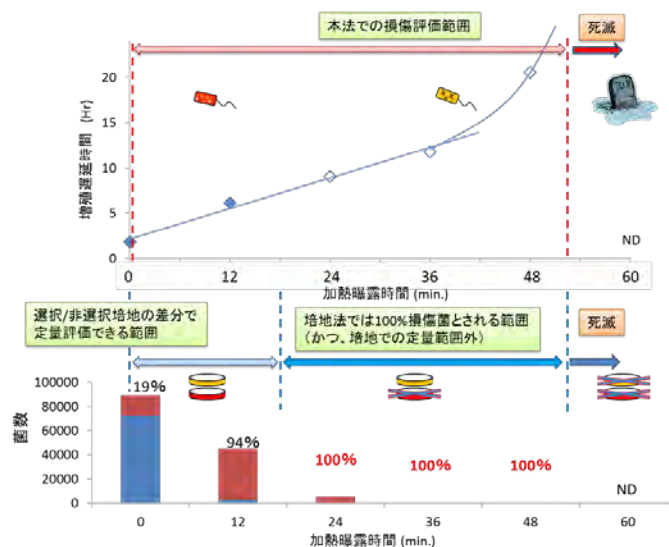 本法での損傷評価範囲
死滅
増殖遅延時間 (Hr)
20
15
10
5
0
ND
0
12
24
36
48
60
加熱曝露時間 (min.)
選択/非選択培地の差分で
定量評価できる範囲
培地法では100%損傷菌とされる範囲
(かつ、培地での定量範囲外)
死滅
菌数
100000
80000
60000
40000
20000
0
19%
94%
100%
100%
100%
ND
0
12
24
36
48
60
加熱曝露時間 (min.)